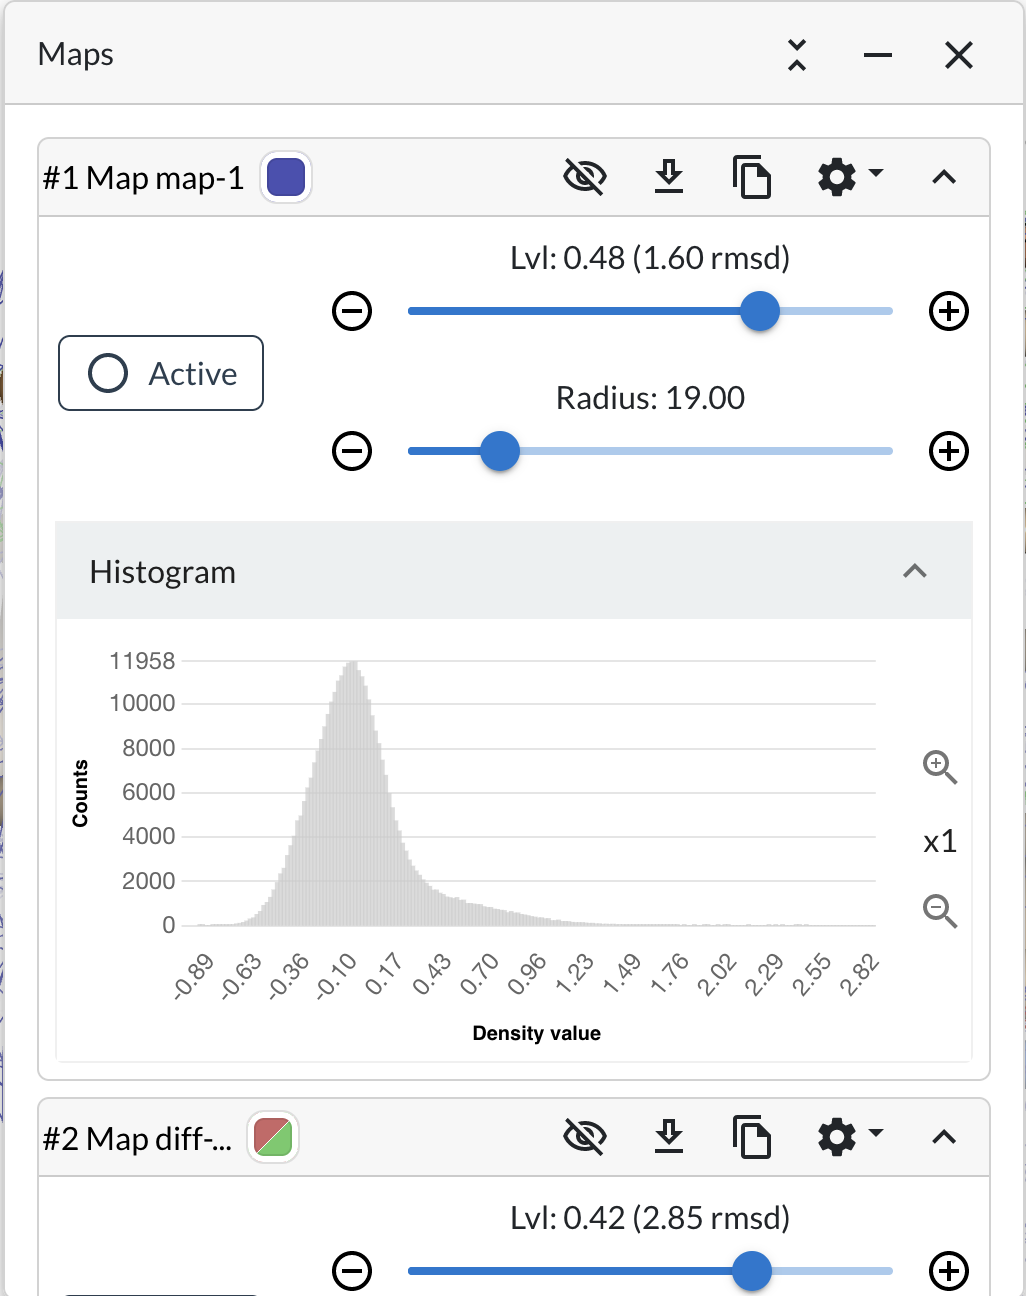 Maps
#1 Map map-1
Lvl: 0.48 (1.60 rmsd)
Active
Radius: 19.00
Histogram
11958
10000
8000
6000
4000
2000
0
Counts
x1
-0.89 -0.63 -0.36 -0.10 0.17 0.43 0.70 0.96 1.23 1.49 1.76 2.02 2.29 2.55 2.82
Density value
#2 Map diff-...
Lvl: 0.42 (2.85 rmsd)